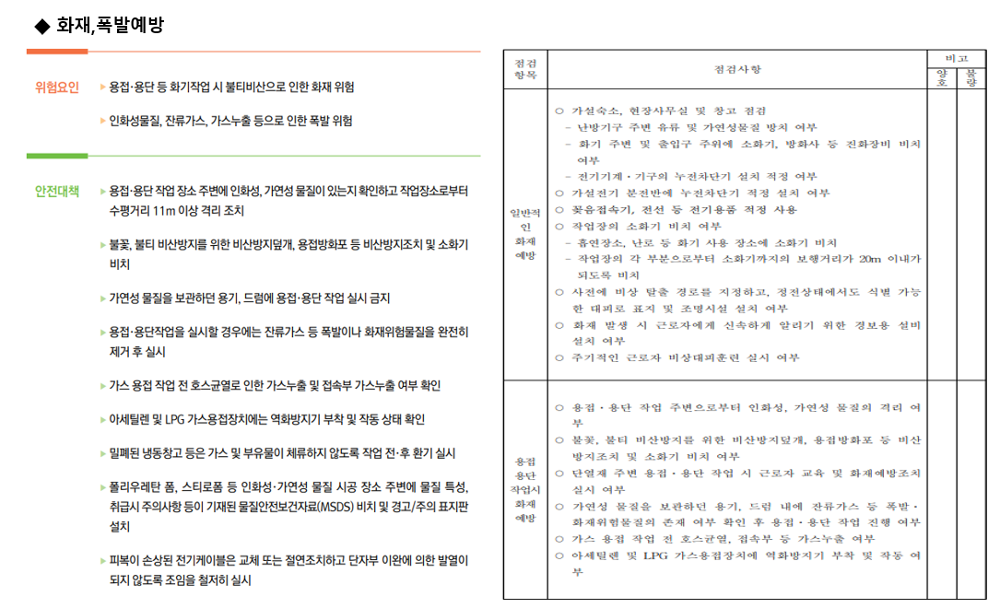 ◆ 화재,폭발예방
위험요인
▶ 용접·용단 등 화기작업 시 불티비산으로 인한 화재 위험
▶ 인화성물질, 잔류가스, 가스누출 등으로 인한 폭발 위험
안전대책
▶ 용접·용단 작업 장소 주변에 인화성, 가연성 물질이 있는지 확인하고 작업장소로부터
수평거리 11m 이상 격리 조치
▶ 불꽃, 불티 비산방지를 위한 비산방지덮개, 용접방화포 등 비산방지조치 및 소화기
비치
▶ 가연성 물질을 보관하던 용기, 드럼에 용접·용단 작업 실시 금지
▶ 용접·용단작업을 실시할 경우에는 잔류가스 등 폭발이나 화재위험물질을 완전히
제거 후 실시
▶ 가스 용접 작업 전 호스균열로 인한 가스누출 및 접속부 가스누출 여부 확인
▶ 아세틸렌 및 LPG 가스용접장치에는 역화방지기 부착 및 작동 상태 확인
▶ 밀폐된 냉동창고 등은 가스 및 부유물이 체류하지 않도록 작업 전·후 환기 실시
▶ 폴리우레탄 폼, 스티로폼 등 인화성·가연성 물질 시공 장소 주변에 물질 특성,
취급시 주의사항 등이 기재된 물질안전보건자료(MSDS) 비치 및 경고/주의 표지판
설치
▶ 피복이 손상된 전기케이블은 교체 또는 절연조치하고 단자부 이완에 의한 발열이
되지 않도록 조임을 철저히 실시
점검
항목
점검사항
비고
양
호
불
량
일반적
인
화재
예방
○ 가설숙소, 현장사무실 및 창고 점검
- 난방기구 주변 유류 및 가연성물질 방치 여부
- 화기 주변 및 출입구 주위에 소화기, 방화사 등 진화장비 비치
여부
- 전기기계·기구의 누전차단기 설치 적정 여부
○ 가설전기 분전반에 누전차단기 적정 설치 여부
○ 꽂음접속기, 전선 등 전기용품 적정 사용
○ 작업장의 소화기 비치 여부
- 흡연장소, 난로 등 화기 사용 장소에 소화기 비치
- 작업장의 각 부분으로부터 소화기까지의 보행거리가 20m 이내가
되도록 비치
○ 사전에 비상 탈출 경로를 지정하고, 정전상태에서도 식별 가능
한 대피로 표지 및 조명시설 설치 여부
○ 화재 발생 시 근로자에게 신속하게 알리기 위한 경보용 설비
설치 여부
○ 주기적인 근로자 비상대피훈련 실시 여부
용접
용단
작업시
화재
예방
○ 용접·용단 작업 주변으로부터 인화성, 가연성 물질의 격리 여
부
○ 불꽃, 불티 비산방지를 위한 비산방지덮개, 용접방화포 등 비산
방지조치 및 소화기 비치 여부
○ 단열재 주변 용접·용단 작업 시 근로자 교육 및 화재예방조치
실시 여부
○ 가연성 물질을 보관하던 용기, 드럼 내에 잔류가스 등 폭발·
화재위험물질의 존재 여부 확인 후 용접·용단 작업 진행 여부
○ 가스 용접 작업 전 호스균열, 접속부 등 가스누출 여부
○ 아세틸렌 및 LPG 가스용접장치에 역화방지기 부착 및 작동 여
부